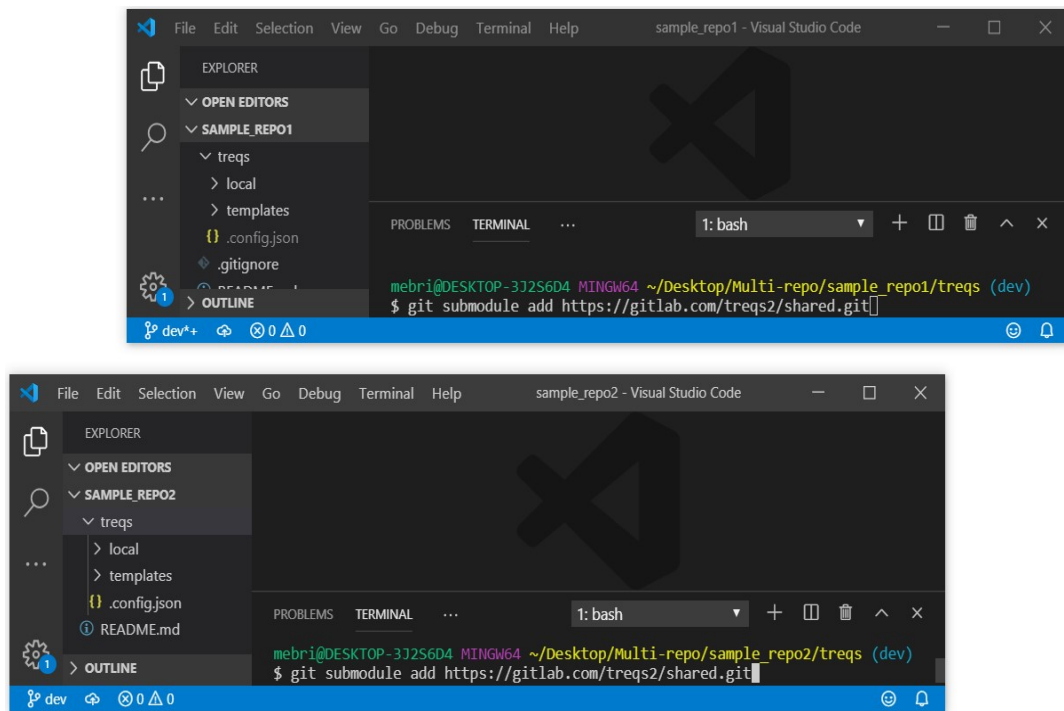 File Edit Selection View Go Debug Terminal Help sample_repo1 - Visual Studio Code
EXPLORER
OPEN EDITORS
SAMPLE_REPO1
treqs
local
templates
{} .config.json
.gitignore
README.md
OUTLINE
1
PROBLEMS TERMINAL ... 1: bash
mebri@DESKTOP-3J2S6D4 MINGW64 ~/Desktop/Multi-repo/sample_repo1/treqs (dev)
$ git submodule add https://gitlab.com/treqs2/shared.git
dev*+ 0 0
File Edit Selection View Go Debug Terminal Help sample_repo2 - Visual Studio Code
EXPLORER
OPEN EDITORS
SAMPLE_REPO2
treqs
local
templates
{} .config.json
README.md
OUTLINE
1
PROBLEMS TERMINAL ... 1: bash
mebri@DESKTOP-3J2S6D4 MINGW64 ~/Desktop/Multi-repo/sample_repo2/treqs (dev)
$ git submodule add https://gitlab.com/treqs2/shared.git
dev 0 0